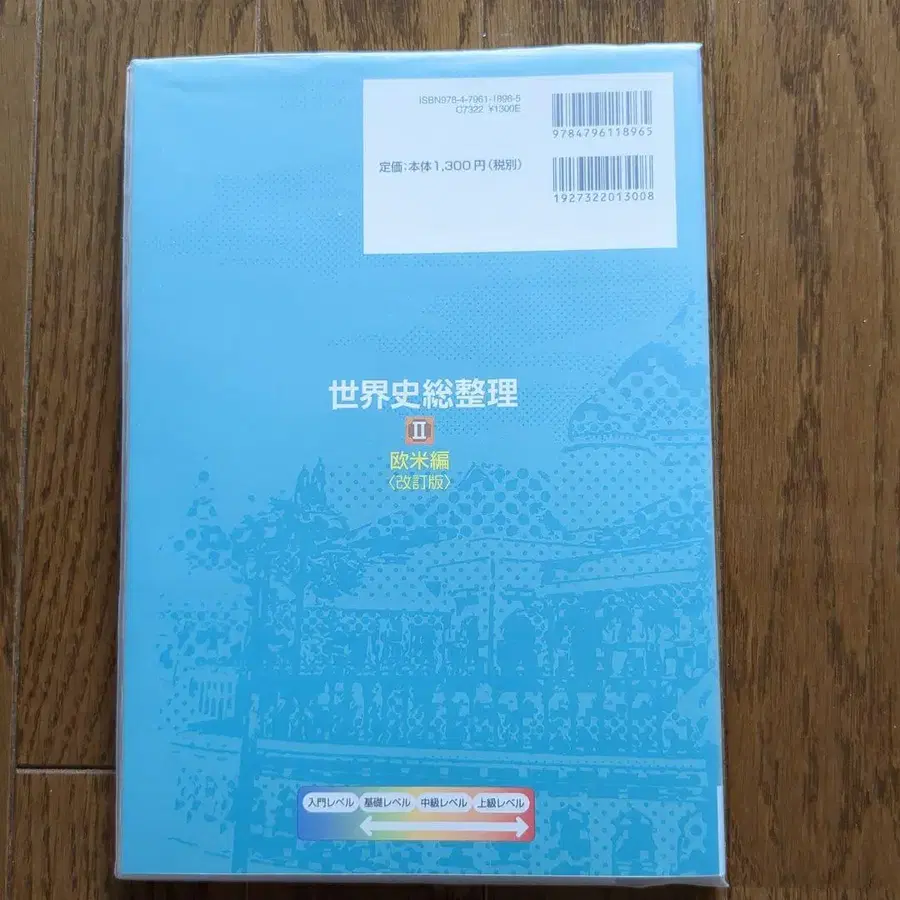 ISBN978-4-7961-1896-5
C7322 ¥1300E
定価:本体1,300円(税別)
9784796118965
1927322013008
世界史総整理
II
欧米編
〈改訂版〉
入門レベル 基礎レベル 中級レベル 上級レベル